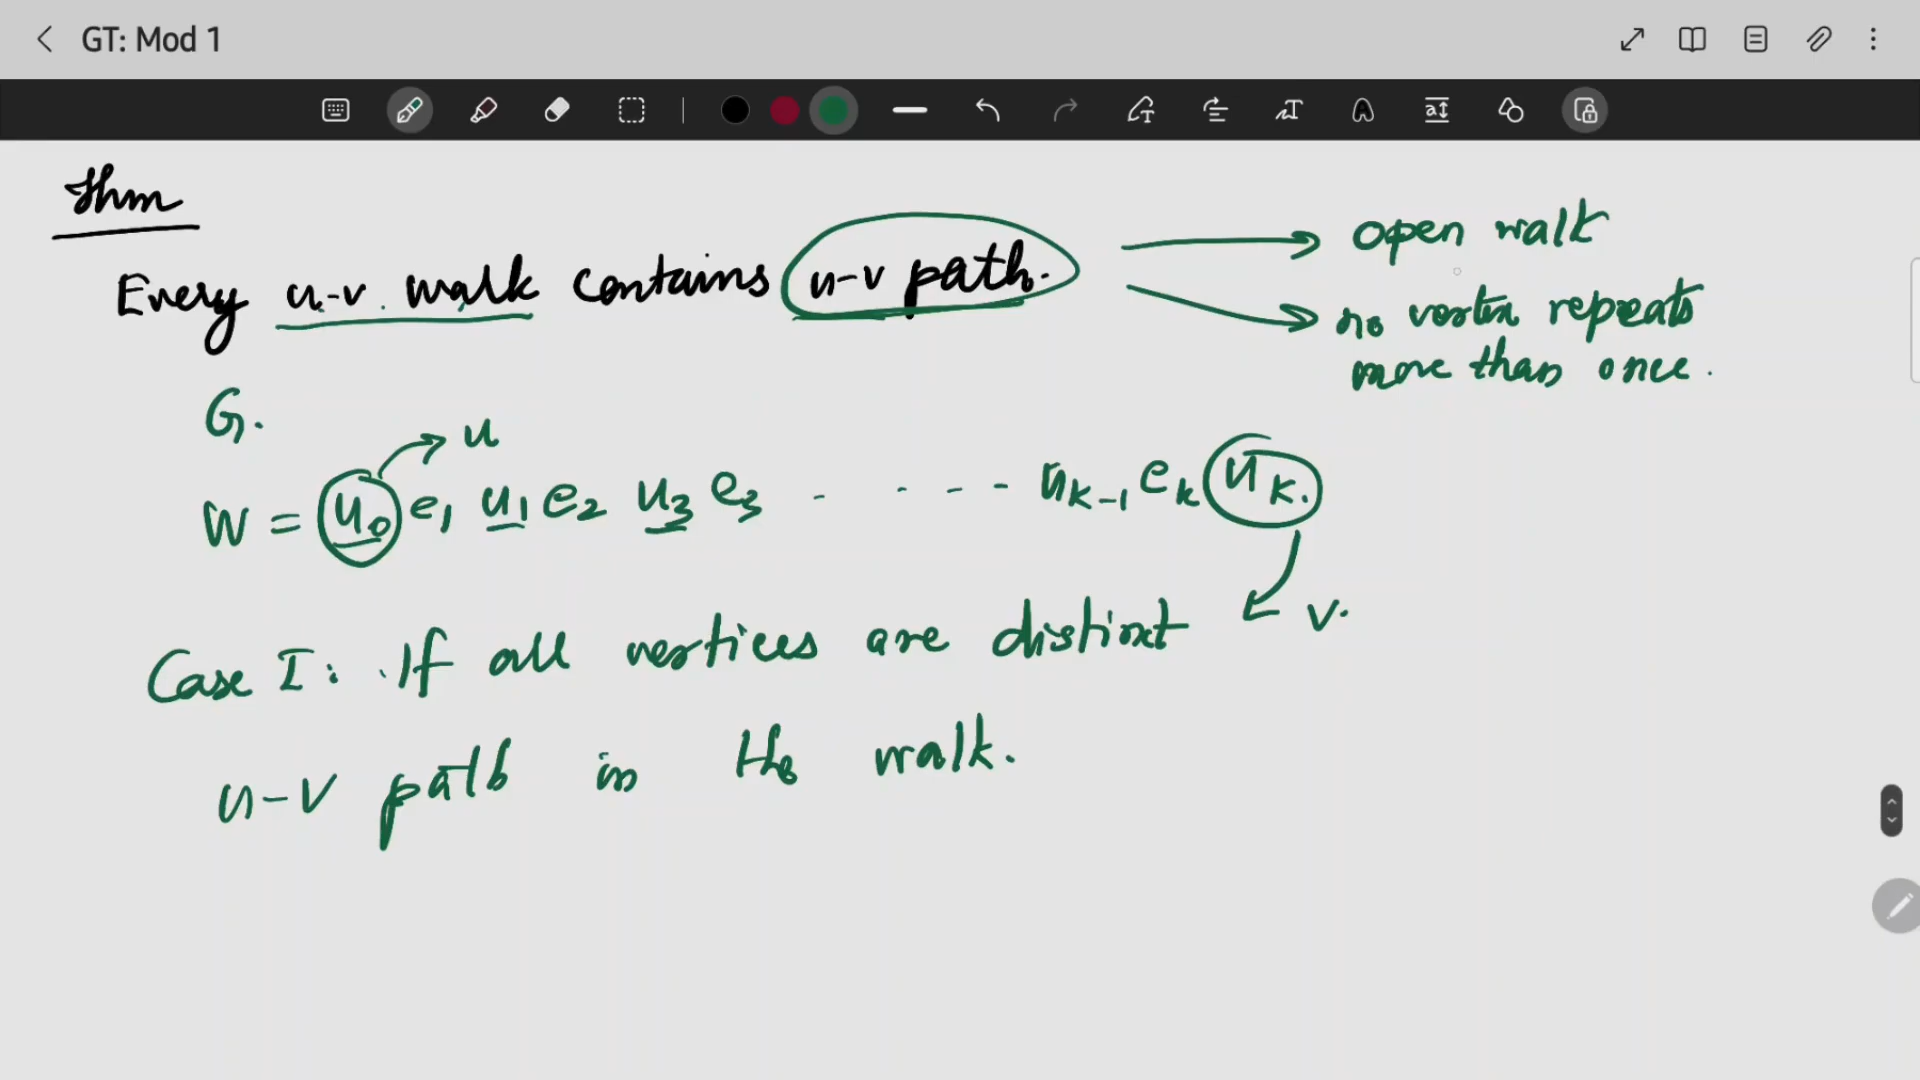 GT: Mod 1
Thm
Every u-v walk contains u-v path.
open walk
no vertex repeats
more than once.
G.
u
W = u₀ e₁ u₁ e₂ u₃ e₃ - - - - - uₖ₋₁ eₖ uₖ.
v.
Case I: If all vertices are distinct
u-v path in the walk.